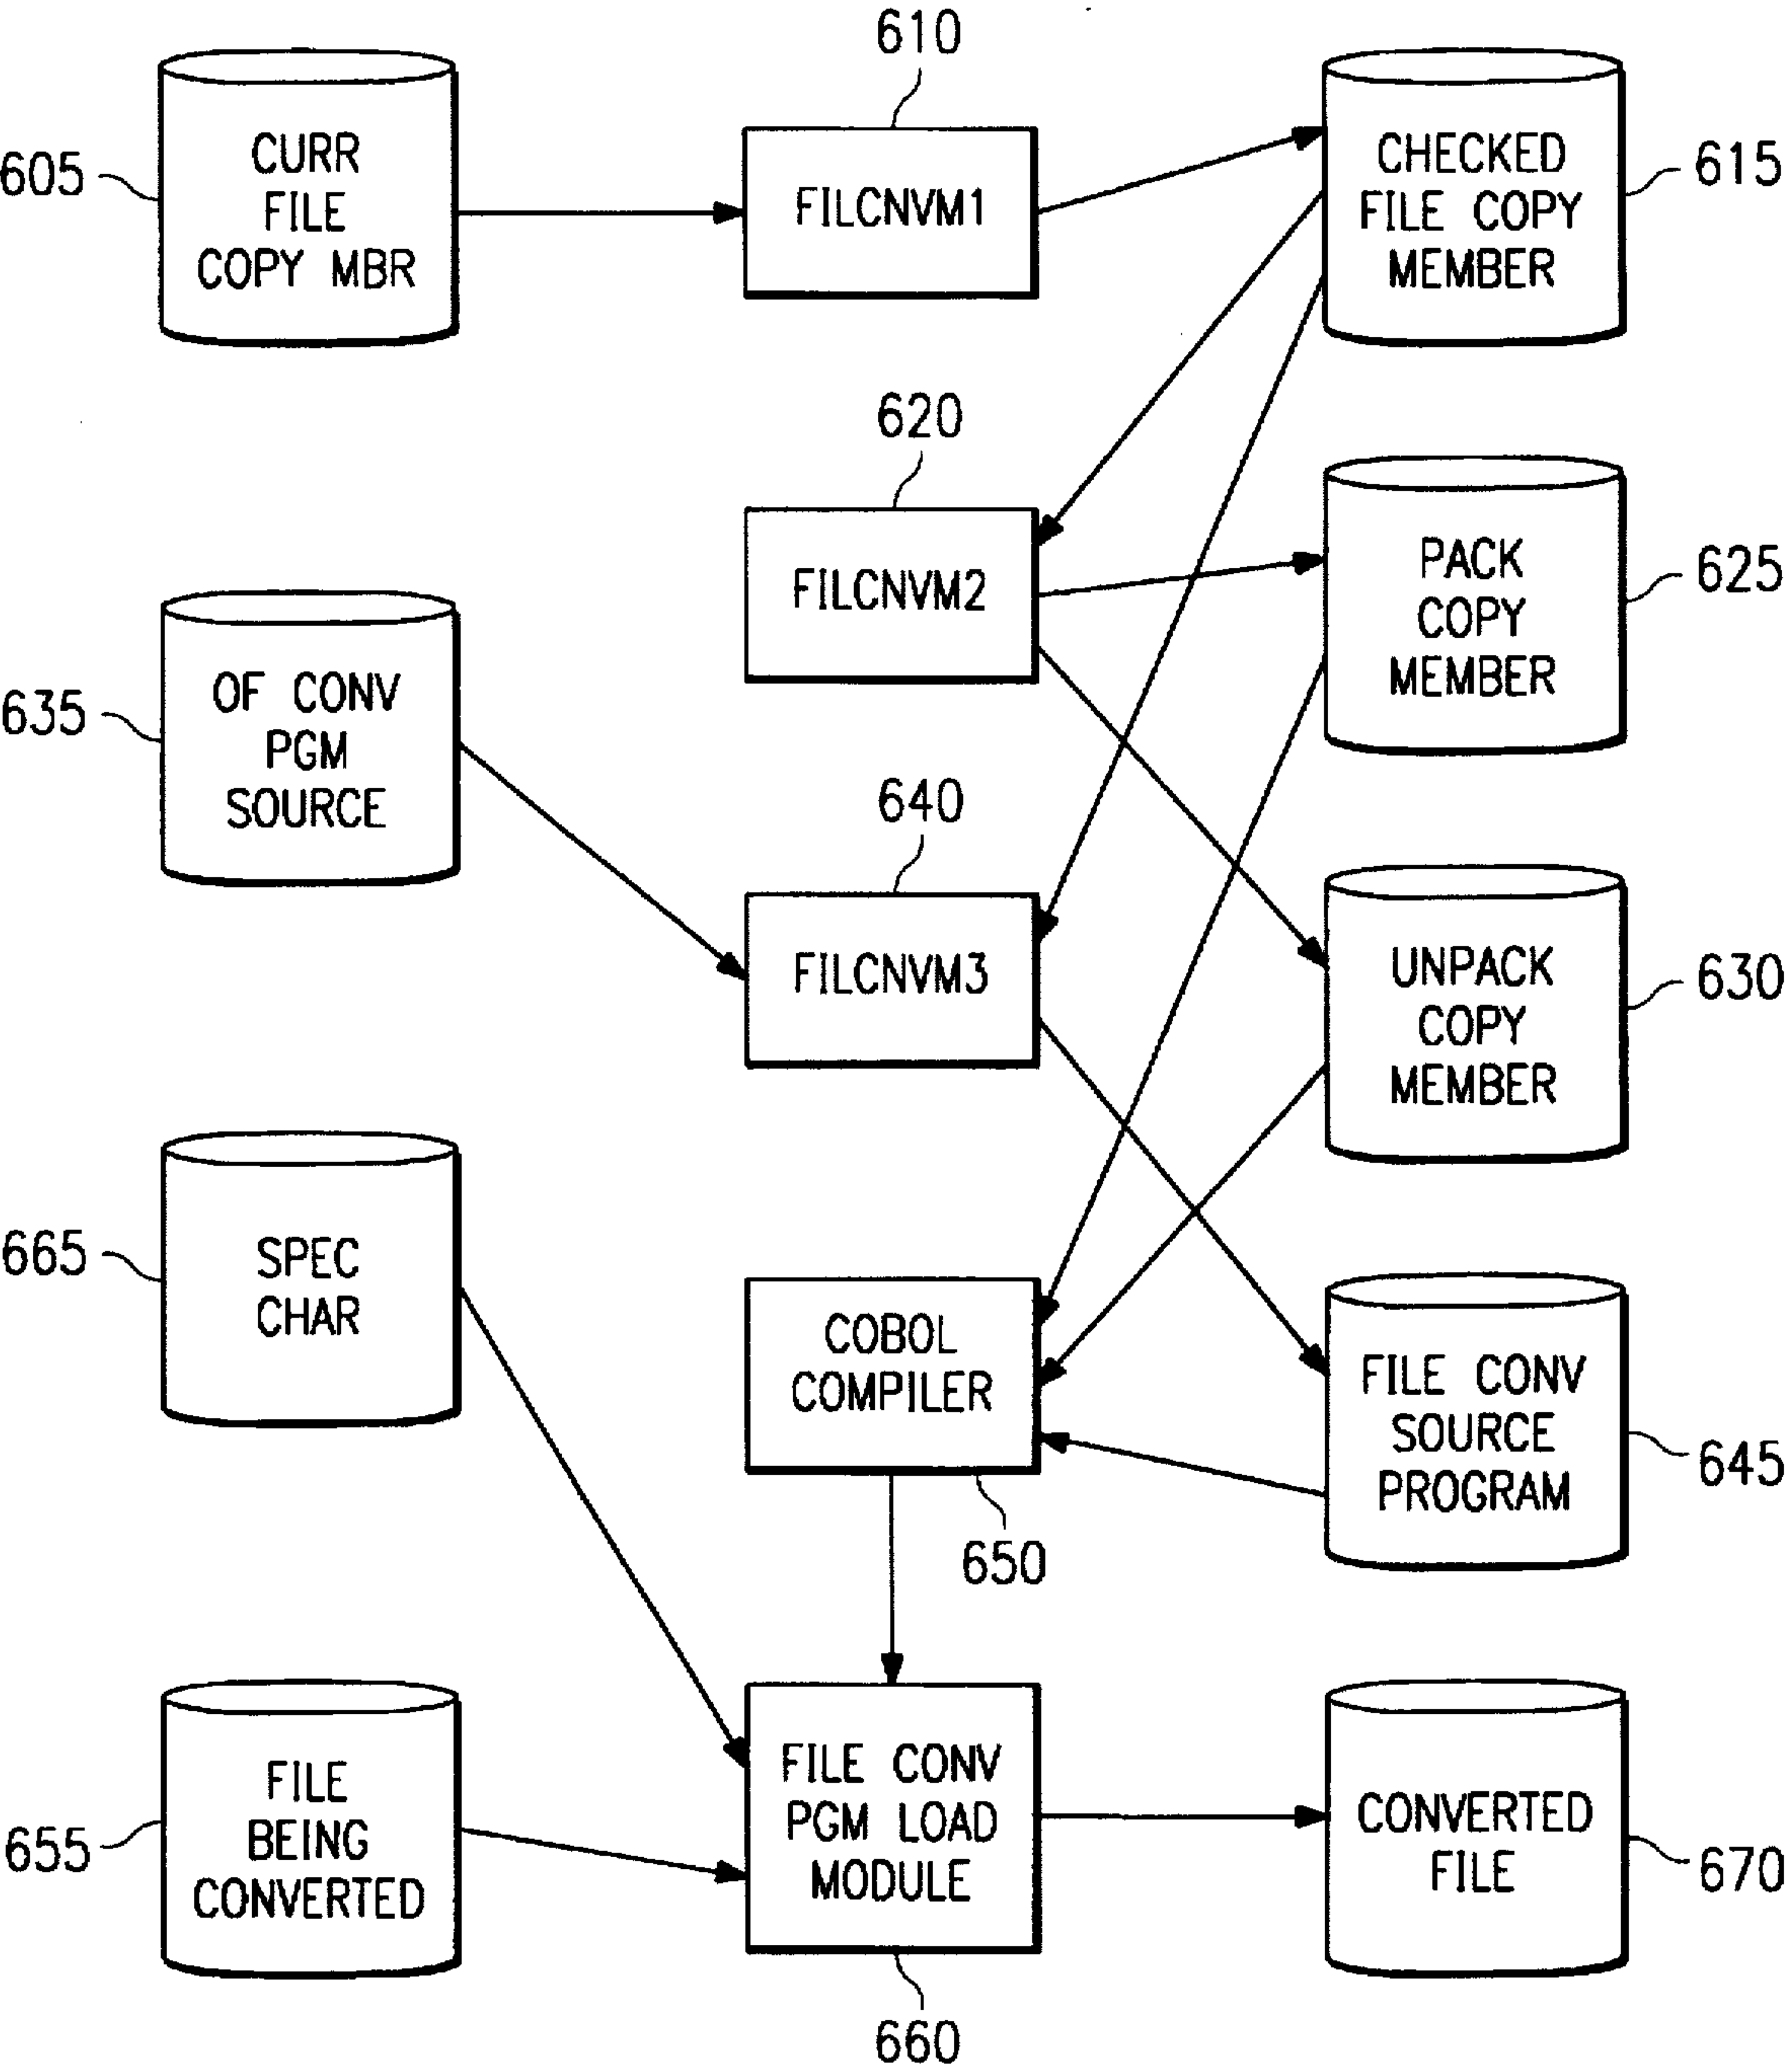 610
CURR
FILE
COPY MBR
605
FILCNVM1
CHECKED
FILE COPY
MEMBER
615
620
FILCNVM2
PACK
COPY
MEMBER
625
OF CONV
PGM
SOURCE
635
640
FILCNVM3
UNPACK
COPY
MEMBER
630
SPEC
CHAR
665
COBOL
COMPILER
650
FILE CONV
SOURCE
PROGRAM
645
FILE
BEING
CONVERTED
655
FILE CONV
PGM LOAD
MODULE
660
CONVERTED
FILE
670